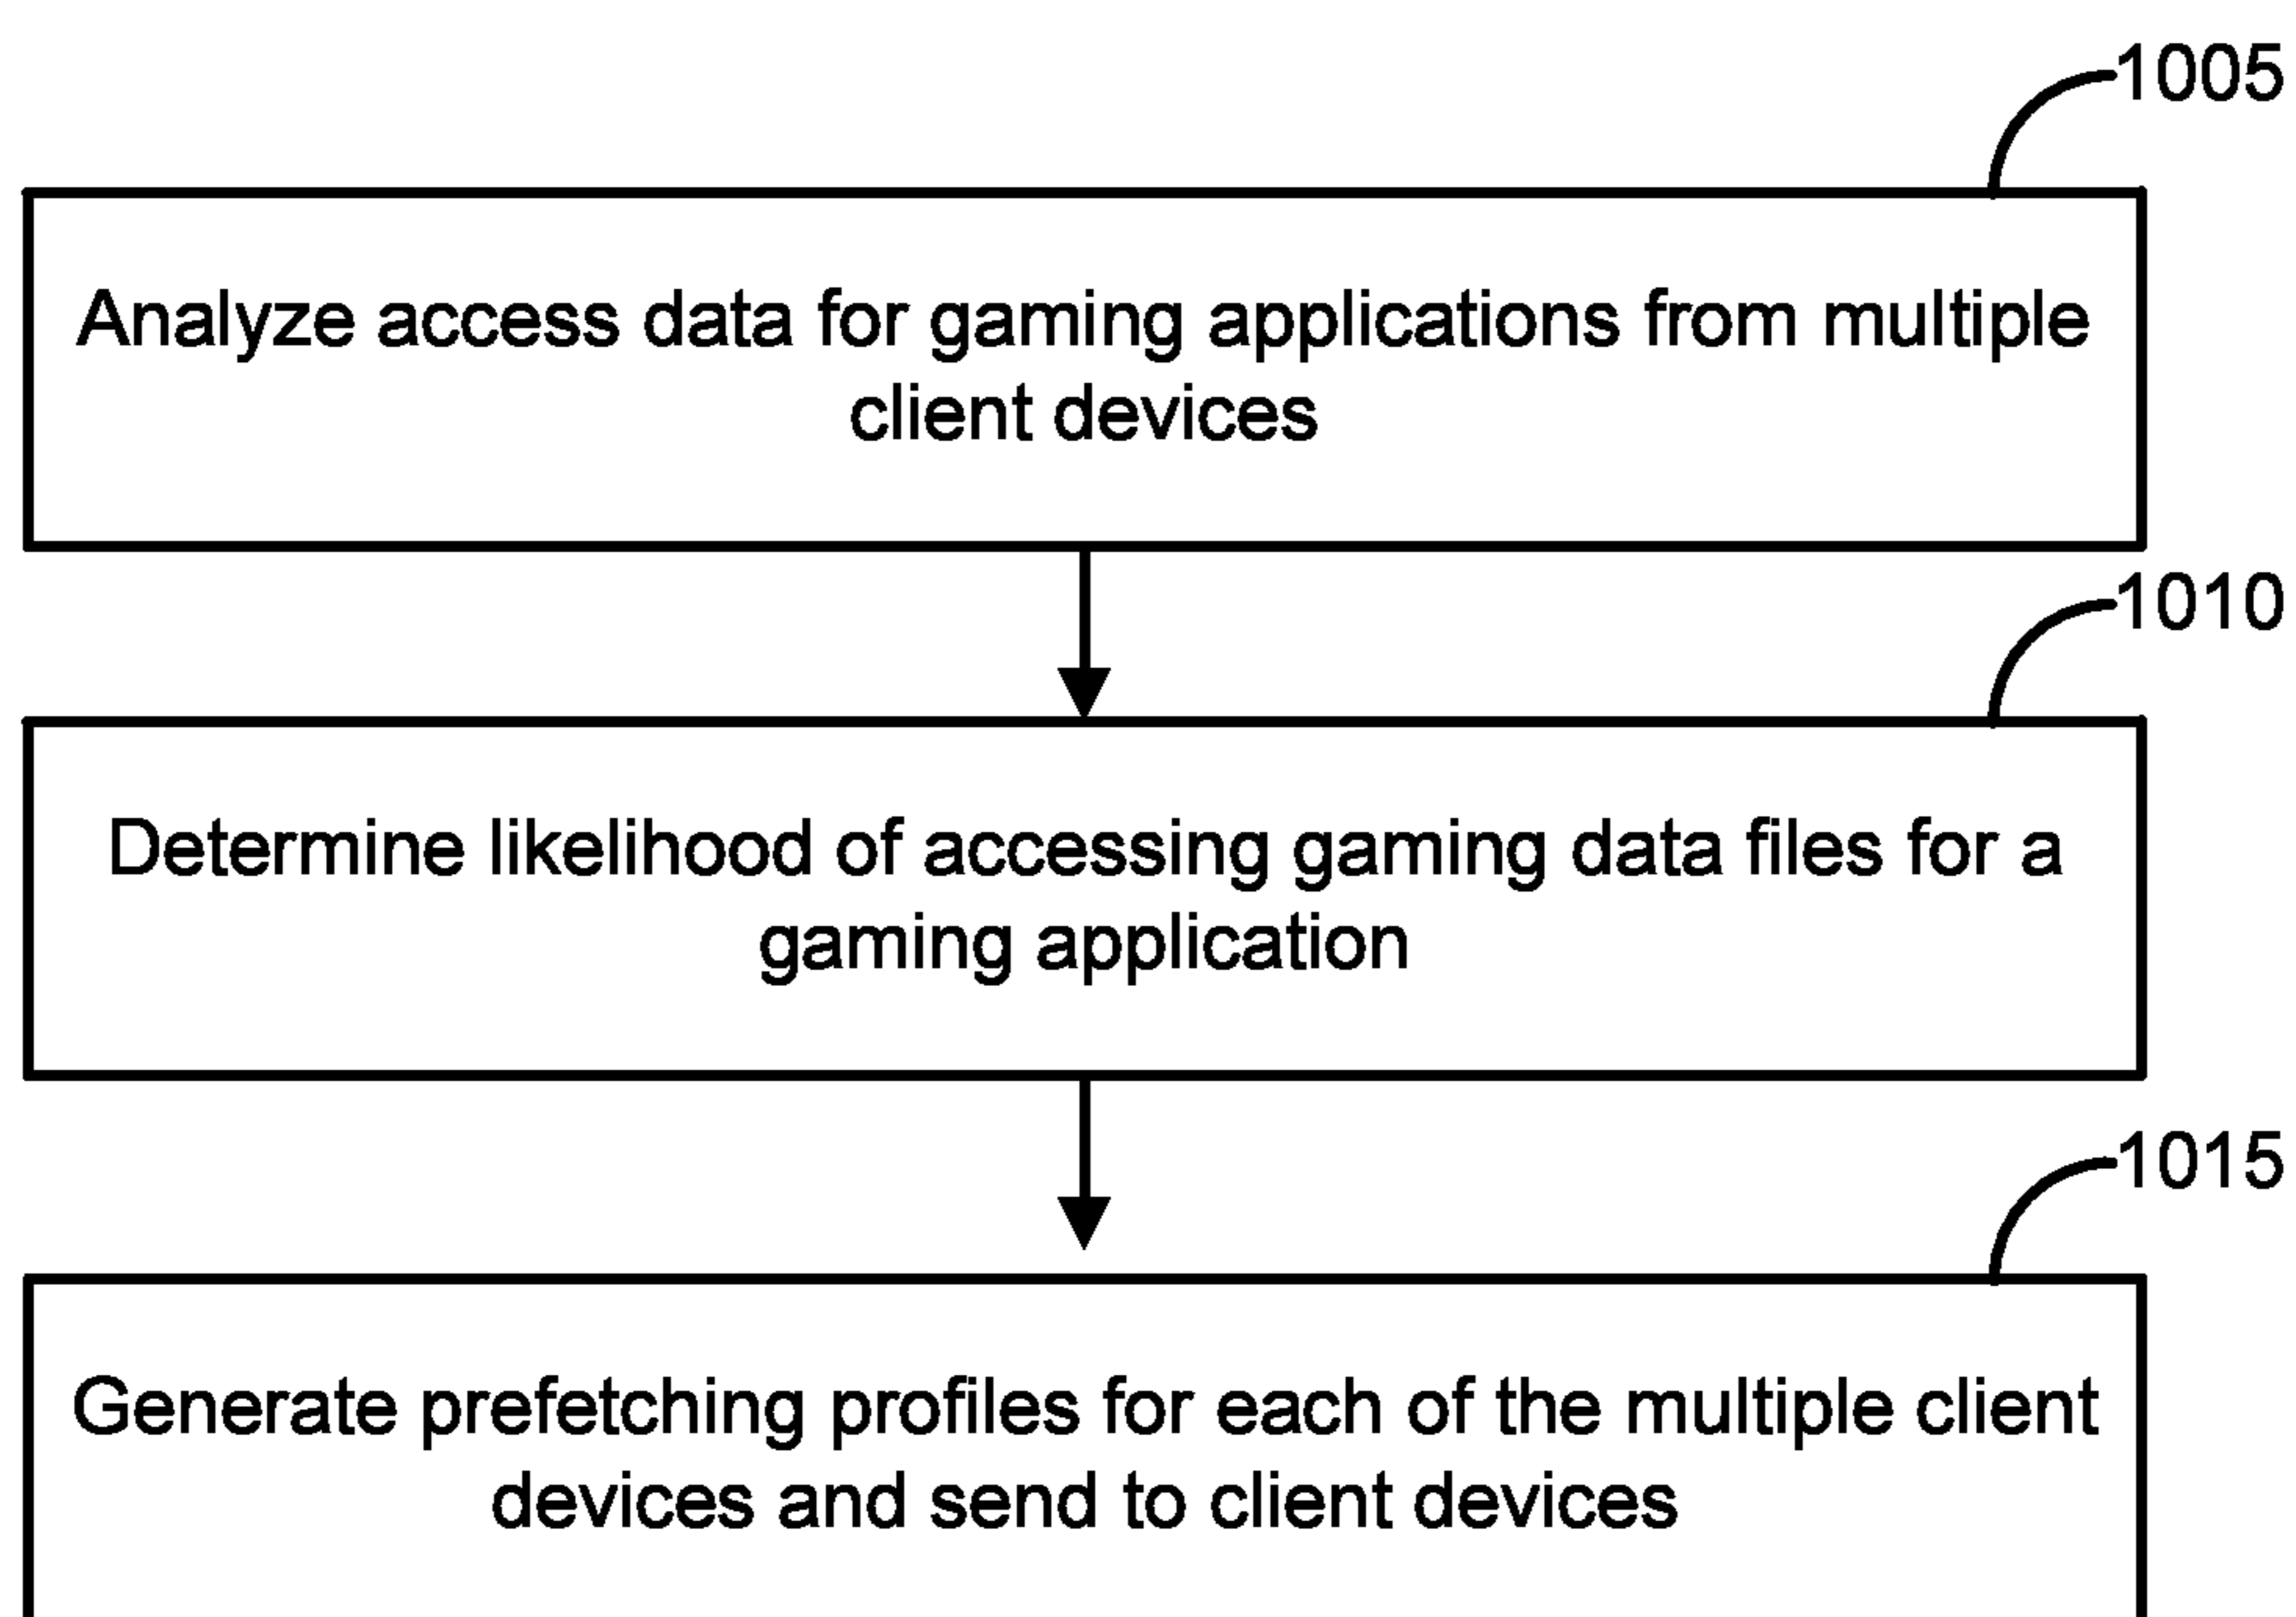 1005
Analyze access data for gaming applications from multiple
client devices
1010
Determine likelihood of accessing gaming data files for a
gaming application
1015
Generate prefetching profiles for each of the multiple client
devices and send to client devices